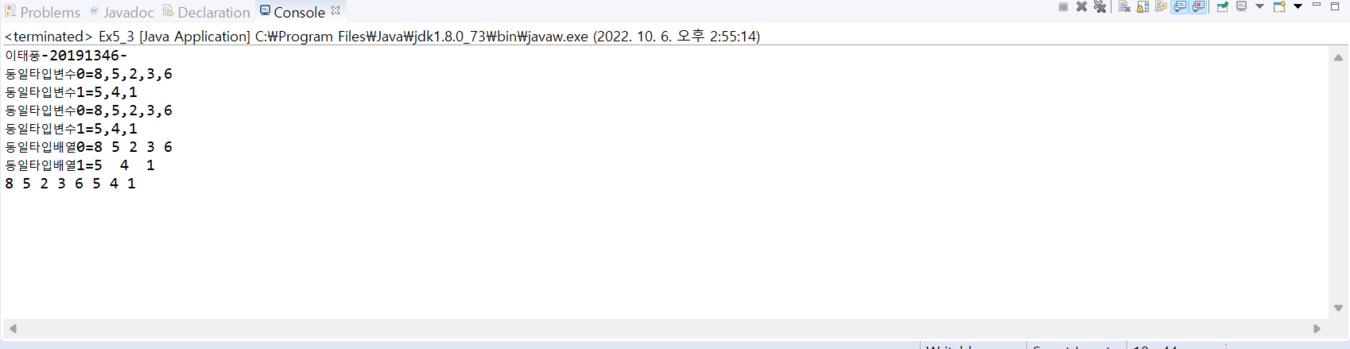 Problems Javadoc Declaration Console
<terminated> Ex5_3 [Java Application] C:₩Program Files₩Java₩jdk1.8.0_73₩bin₩javaw.exe (2022. 10. 6. 오후 2:55:14)
이태풍-20191346-
동일타입변수0=8,5,2,3,6
동일타입변수1=5,4,1
동일타입변수0=8,5,2,3,6
동일타입변수1=5,4,1
동일타입배열0=8 5 2 3 6
동일타입배열1=5  4  1
8 5 2 3 6 5 4 1